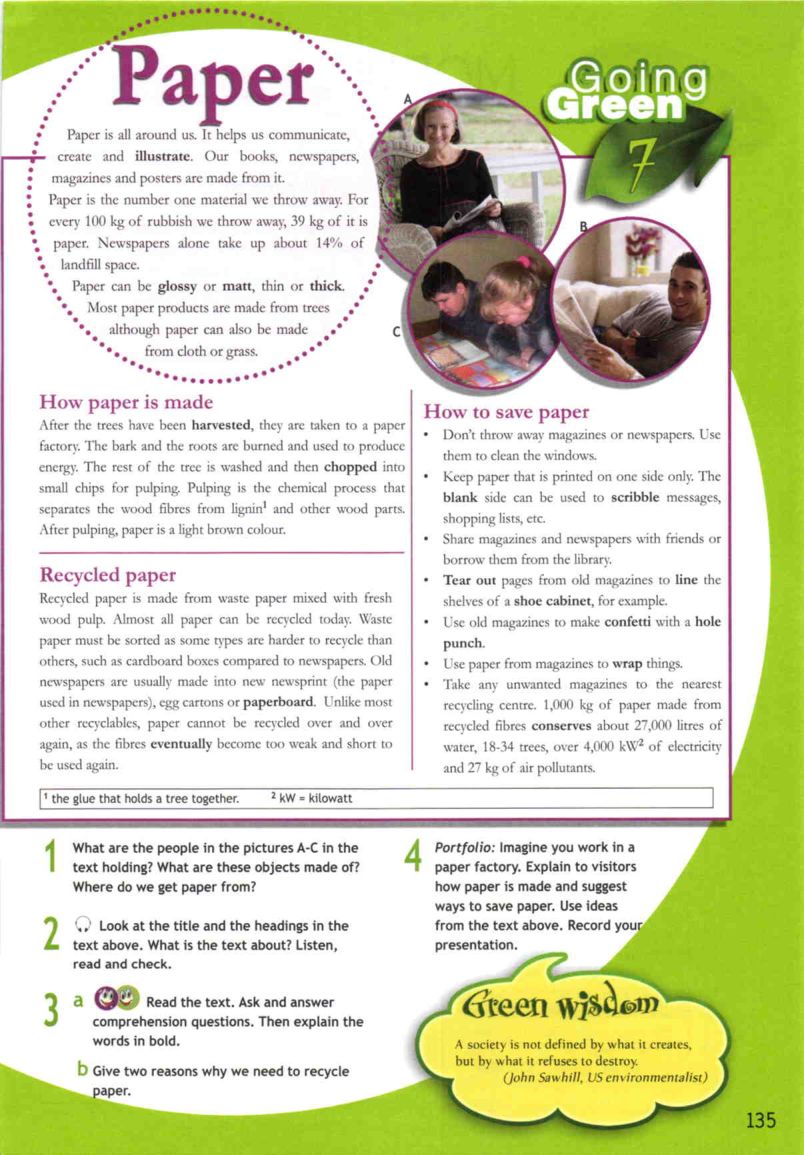 Paper
Going
Green
7
Paper is all around us. It helps us communicate,
create and illustrate. Our books, newspapers,
magazines and posters are made from it.
Paper is the number one material we throw away. For
every 100 kg of rubbish we throw away, 39 kg of it is
paper. Newspapers alone take up about 14% of
landfill space.
Paper can be glossy or matt, thin or thick.
Most paper products are made from trees
although paper can also be made
from cloth or grass.
A
B
C
How paper is made
After the trees have been harvested, they are taken to a paper
factory. The bark and the roots are burned and used to produce
energy. The rest of the tree is washed and then chopped into
small chips for pulping. Pulping is the chemical process that
separates the wood fibres from lignin¹ and other wood parts.
After pulping, paper is a light brown colour.
Recycled paper
Recycled paper is made from waste paper mixed with fresh
wood pulp. Almost all paper can be recycled today. Waste
paper must be sorted as some types are harder to recycle than
others, such as cardboard boxes compared to newspapers. Old
newspapers are usually made into new newsprint (the paper
used in newspapers), egg cartons or paperboard. Unlike most
other recyclables, paper cannot be recycled over and over
again, as the fibres eventually become too weak and short to
be used again.
How to save paper
• Don't throw away magazines or newspapers. Use
them to clean the windows.
• Keep paper that is printed on one side only. The
blank side can be used to scribble messages,
shopping lists, etc.
• Share magazines and newspapers with friends or
borrow them from the library.
• Tear out pages from old magazines to line the
shelves of a shoe cabinet, for example.
• Use old magazines to make confetti with a hole
punch.
• Use paper from magazines to wrap things.
• Take any unwanted magazines to the nearest
recycling centre. 1,000 kg of paper made from
recycled fibres conserves about 27,000 litres of
water, 18-34 trees, over 4,000 kW² of electricity
and 27 kg of air pollutants.
¹ the glue that holds a tree together. ² kW = kilowatt
1 What are the people in the pictures A-C in the
text holding? What are these objects made of?
Where do we get paper from?
2 Look at the title and the headings in the
text above. What is the text about? Listen,
read and check.
3 a Read the text. Ask and answer
comprehension questions. Then explain the
words in bold.
b Give two reasons why we need to recycle
paper.
4 Portfolio: Imagine you work in a
paper factory. Explain to visitors
how paper is made and suggest
ways to save paper. Use ideas
from the text above. Record your
presentation.
Green wisdom
A society is not defined by what it creates,
but by what it refuses to destroy.
(John Sawhill, US environmentalist)
135